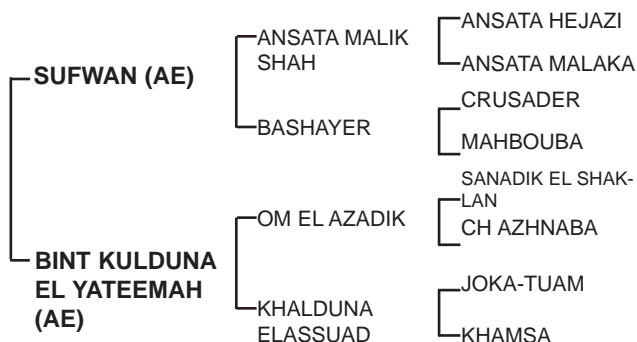 SUFWAN (AE)
BINT KULDUNA
EL YATEEMAH
(AE)
ANSATA MALIK
SHAH
BASHAYER
OM EL AZADIK
KHALDUNA
ELASSUAD
ANSATA HEJAZI
ANSATA MALAKA
CRUSADER
MAHBOUBA
SANADIK EL SHAK-
LAN
CH AZHNABA
JOKA-TUAM
KHAMSA